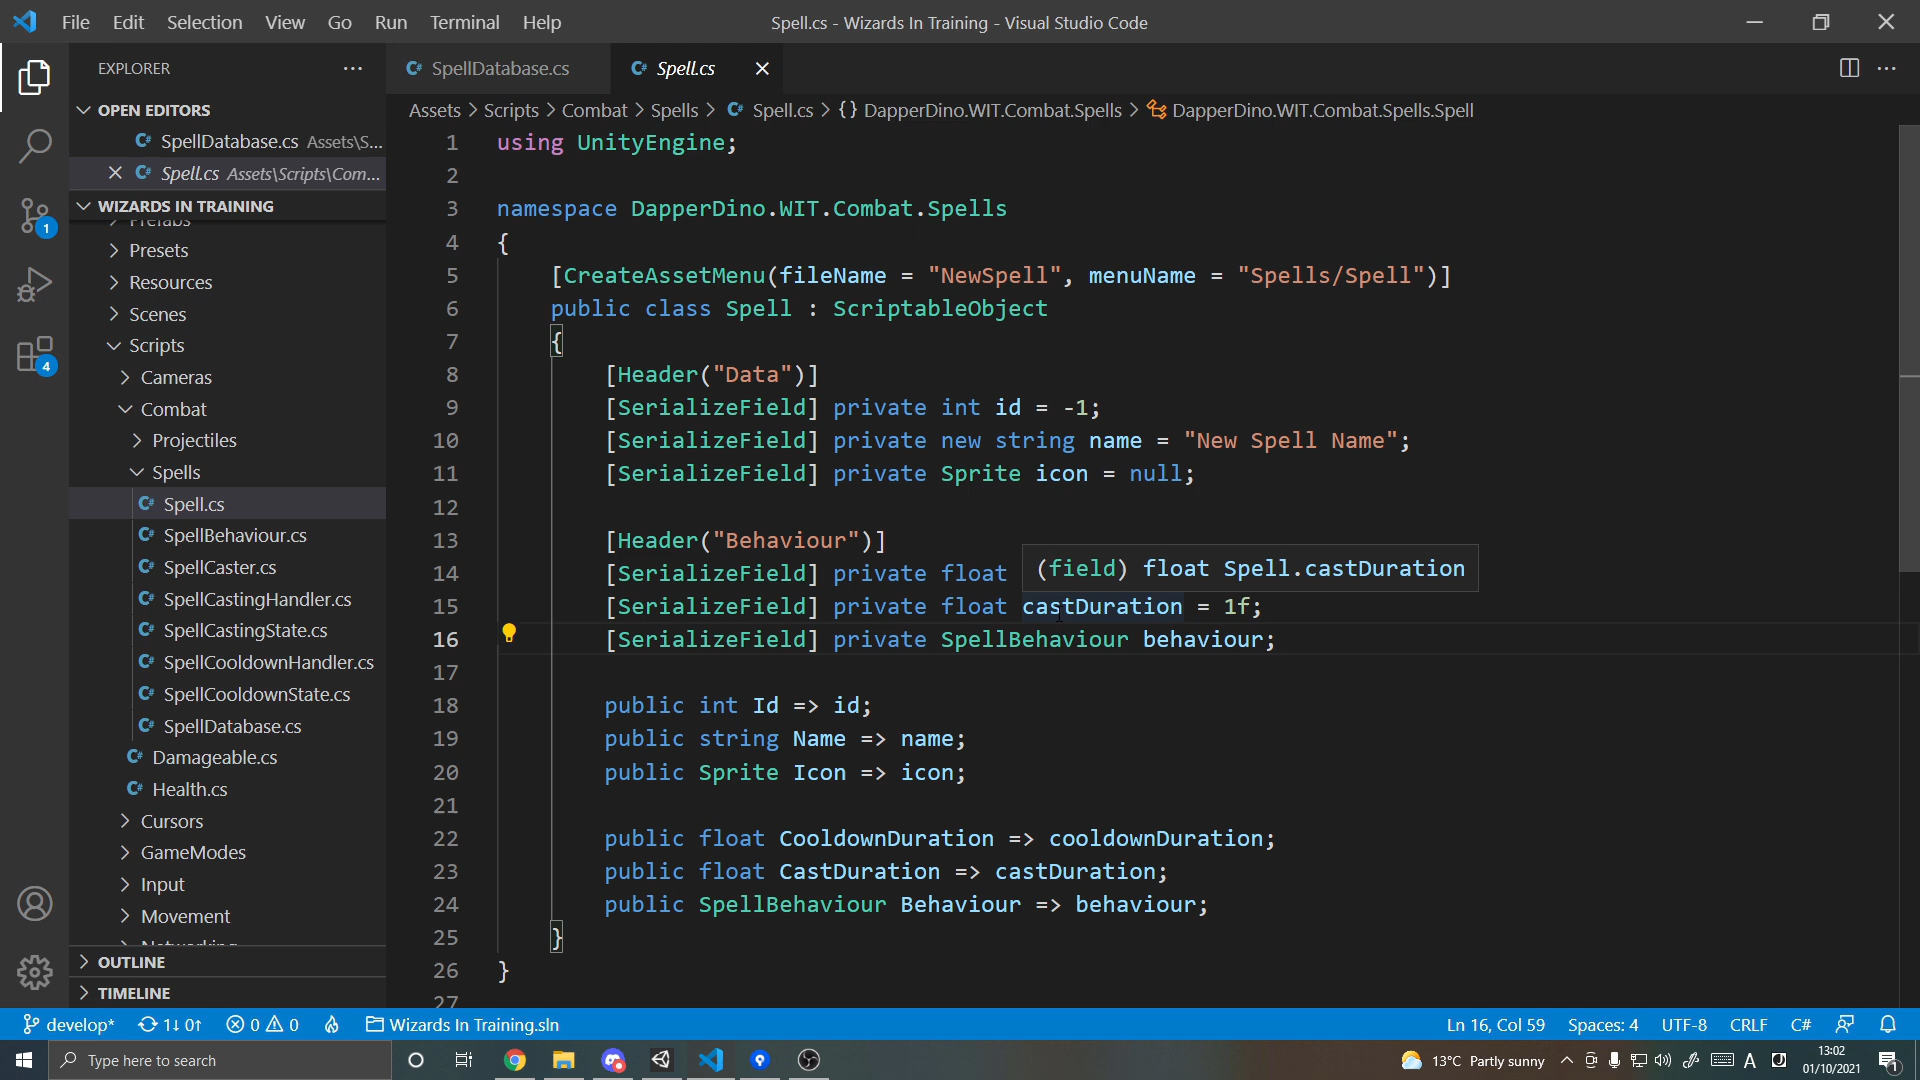 File Edit Selection View Go Run Terminal Help
Spell.cs - Wizards In Training - Visual Studio Code
EXPLORER
SpellDatabase.cs
Spell.cs
OPEN EDITORS
SpellDatabase.cs Assets\S...
Spell.cs Assets\Scripts\Com...
WIZARDS IN TRAINING
Prefabs
Presets
Resources
Scenes
Scripts
Cameras
Combat
Projectiles
Spells
Spell.cs
SpellBehaviour.cs
SpellCaster.cs
SpellCastingHandler.cs
SpellCastingState.cs
SpellCooldownHandler.cs
SpellCooldownState.cs
SpellDatabase.cs
Damageable.cs
Health.cs
Cursors
GameModes
Input
Movement
Networking
OUTLINE
TIMELINE
1
4
Assets > Scripts > Combat > Spells > Spell.cs > {} DapperDino.WIT.Combat.Spells > DapperDino.WIT.Combat.Spells.Spell
1 using UnityEngine;
2
3 namespace DapperDino.WIT.Combat.Spells
4 {
5 [CreateAssetMenu(fileName = "NewSpell", menuName = "Spells/Spell")]
6 public class Spell : ScriptableObject
7 {
8 [Header("Data")]
9 [SerializeField] private int id = -1;
10 [SerializeField] private new string name = "New Spell Name";
11 [SerializeField] private Sprite icon = null;
12
13 [Header("Behaviour")]
14 [SerializeField] private float
(field) float Spell.castDuration
15 [SerializeField] private float castDuration = 1f;
16 [SerializeField] private SpellBehaviour behaviour;
17
18 public int Id => id;
19 public string Name => name;
20 public Sprite Icon => icon;
21
22 public float CooldownDuration => cooldownDuration;
23 public float CastDuration => castDuration;
24 public SpellBehaviour Behaviour => behaviour;
25 }
26 }
27
develop* 1↓ 0↑ 0 0 Wizards In Training.sln
Ln 16, Col 59 Spaces: 4 UTF-8 CRLF C#
Type here to search
13°C Partly sunny
A
13:02
01/10/2021
1